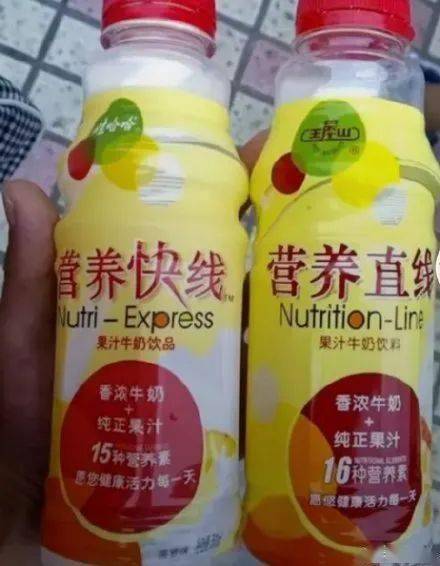 哇哈哈
营养快线
Nutri-Express
果汁牛奶饮品
香浓牛奶
+
纯正果汁
15种营养素
愿您健康活力每一天
王屋山
®
营养直线
Nutrition-Line
果汁牛奶饮料
香浓牛奶
+
纯正果汁
16种营养素
愿您健康活力每一天